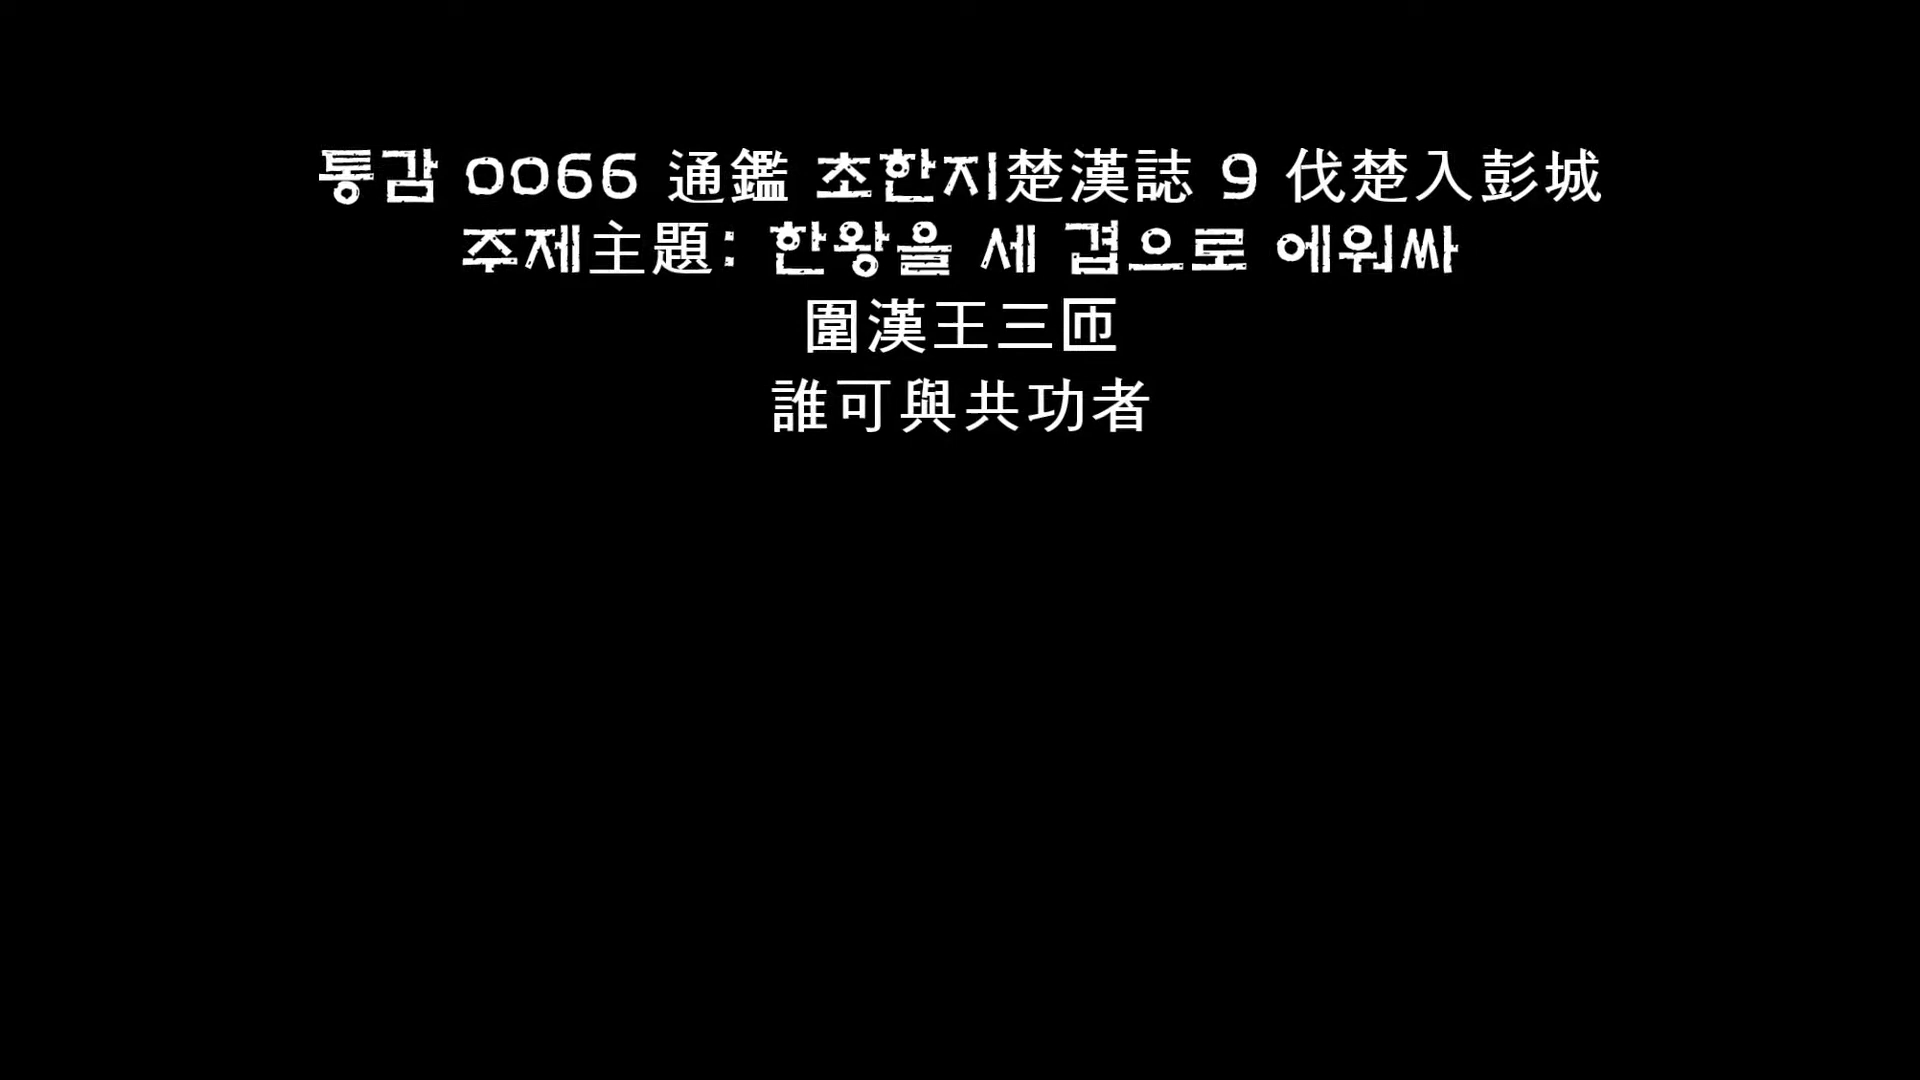 통감 0066 通鑑 초한지楚漢誌 9 伐楚入彭城
주제主題: 한왕을 세 겹으로 에워싸
圍漢王三匝
誰可與共功者